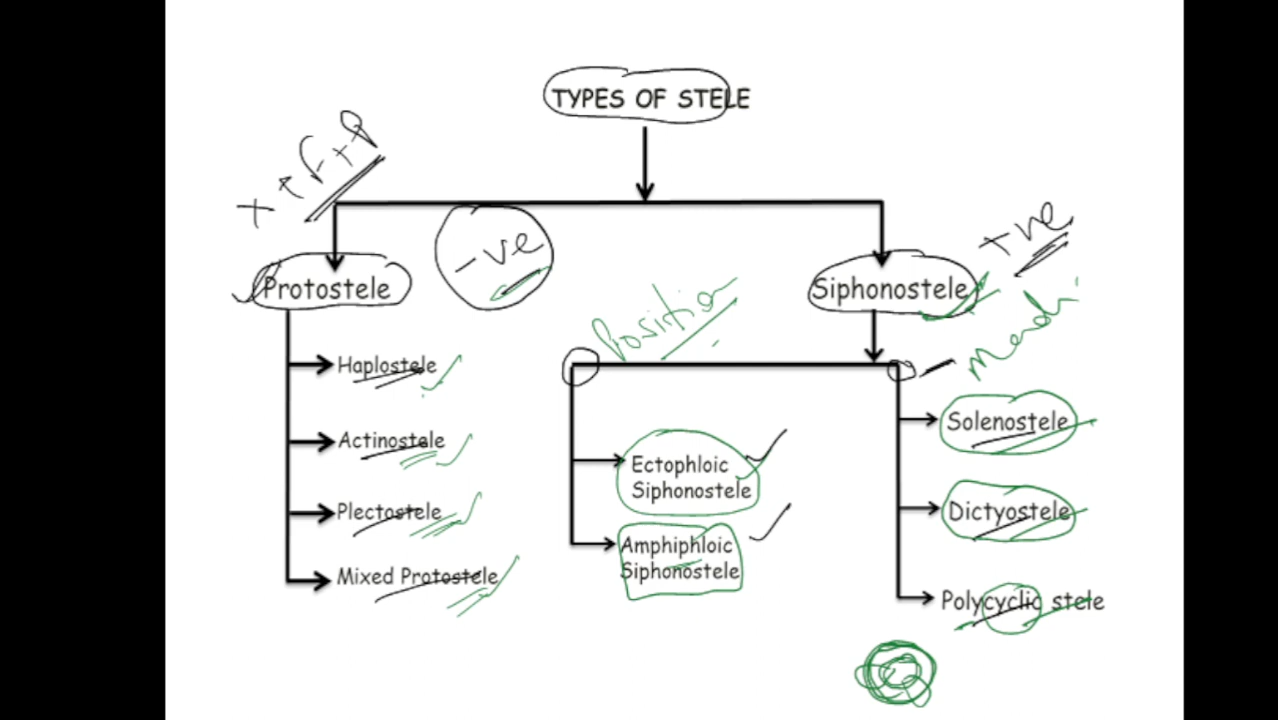 TYPES OF STELE
x + F + P
-ve
+ve
Protostele
Siphonostele
Position
Haplostele
Actinostele
Plectostele
Mixed Protostele
Ectophloic
Siphonostele
Amphiphloic
Siphonostele
Solenostele
Dictyostele
Polycyclic stele